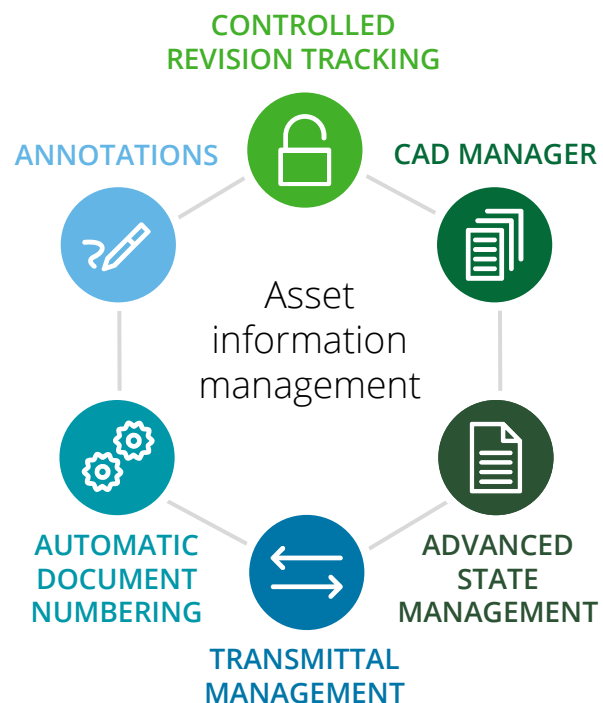 CONTROLLED
REVISION TRACKING
ANNOTATIONS
CAD MANAGER
Asset
information
management
AUTOMATIC
DOCUMENT
NUMBERING
ADVANCED
STATE
MANAGEMENT
TRANSMITTAL
MANAGEMENT